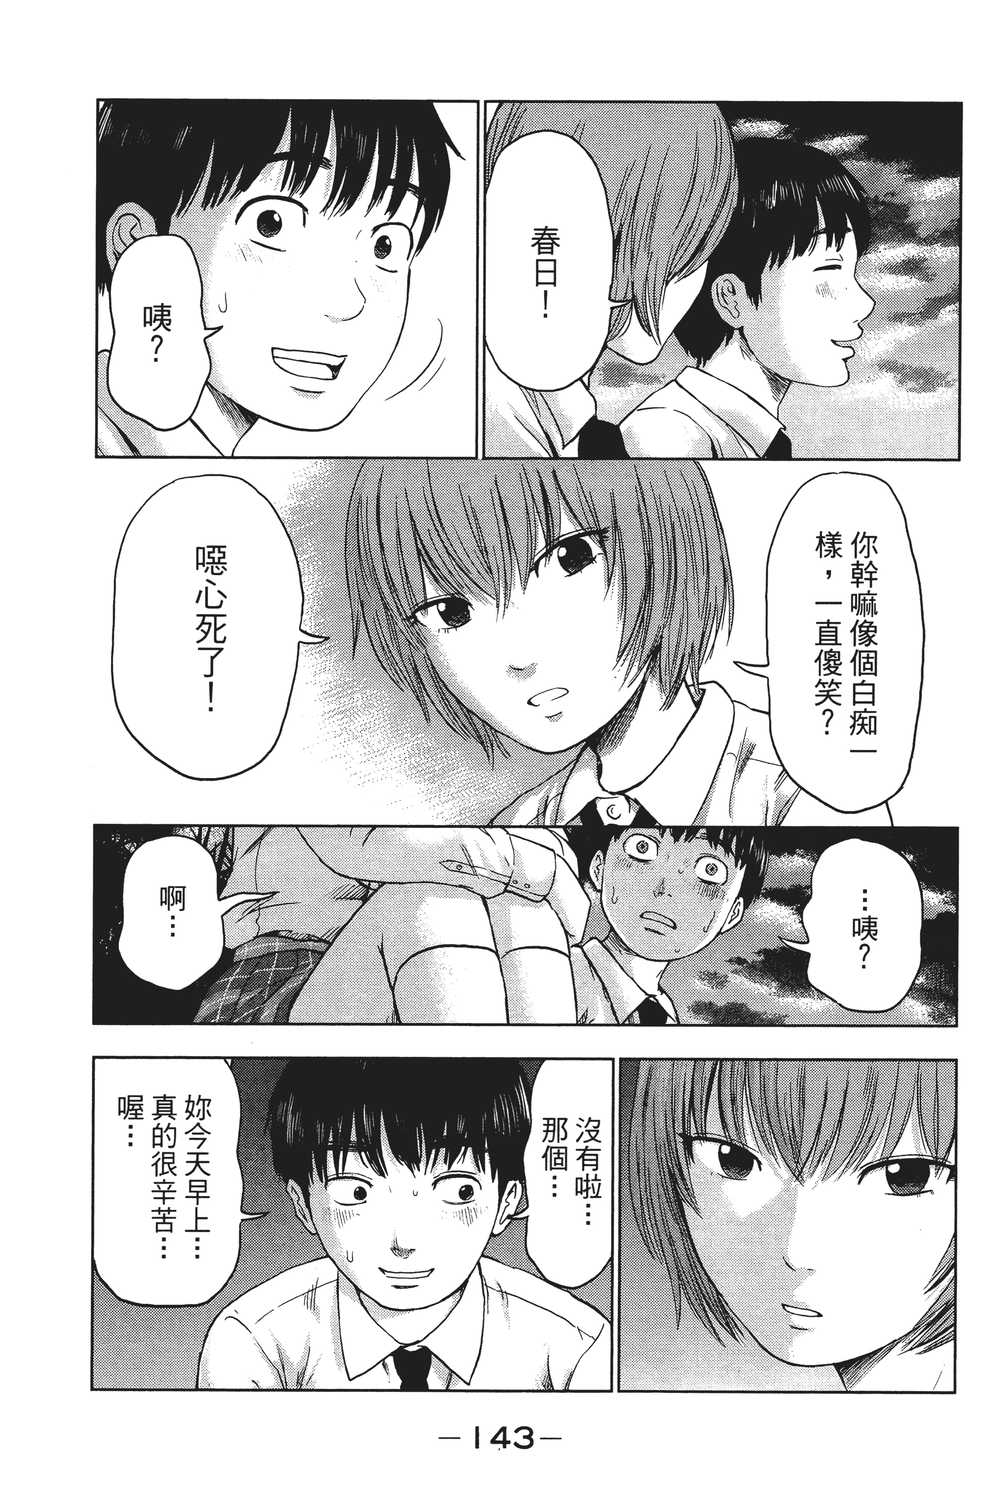 春日！
咦？
你幹嘛像個白痴一
樣，一直傻笑？
噁心死了！
…咦？
啊…
沒有啦…
那個…
妳今天早上…
真的很辛苦…
喔…
—143—